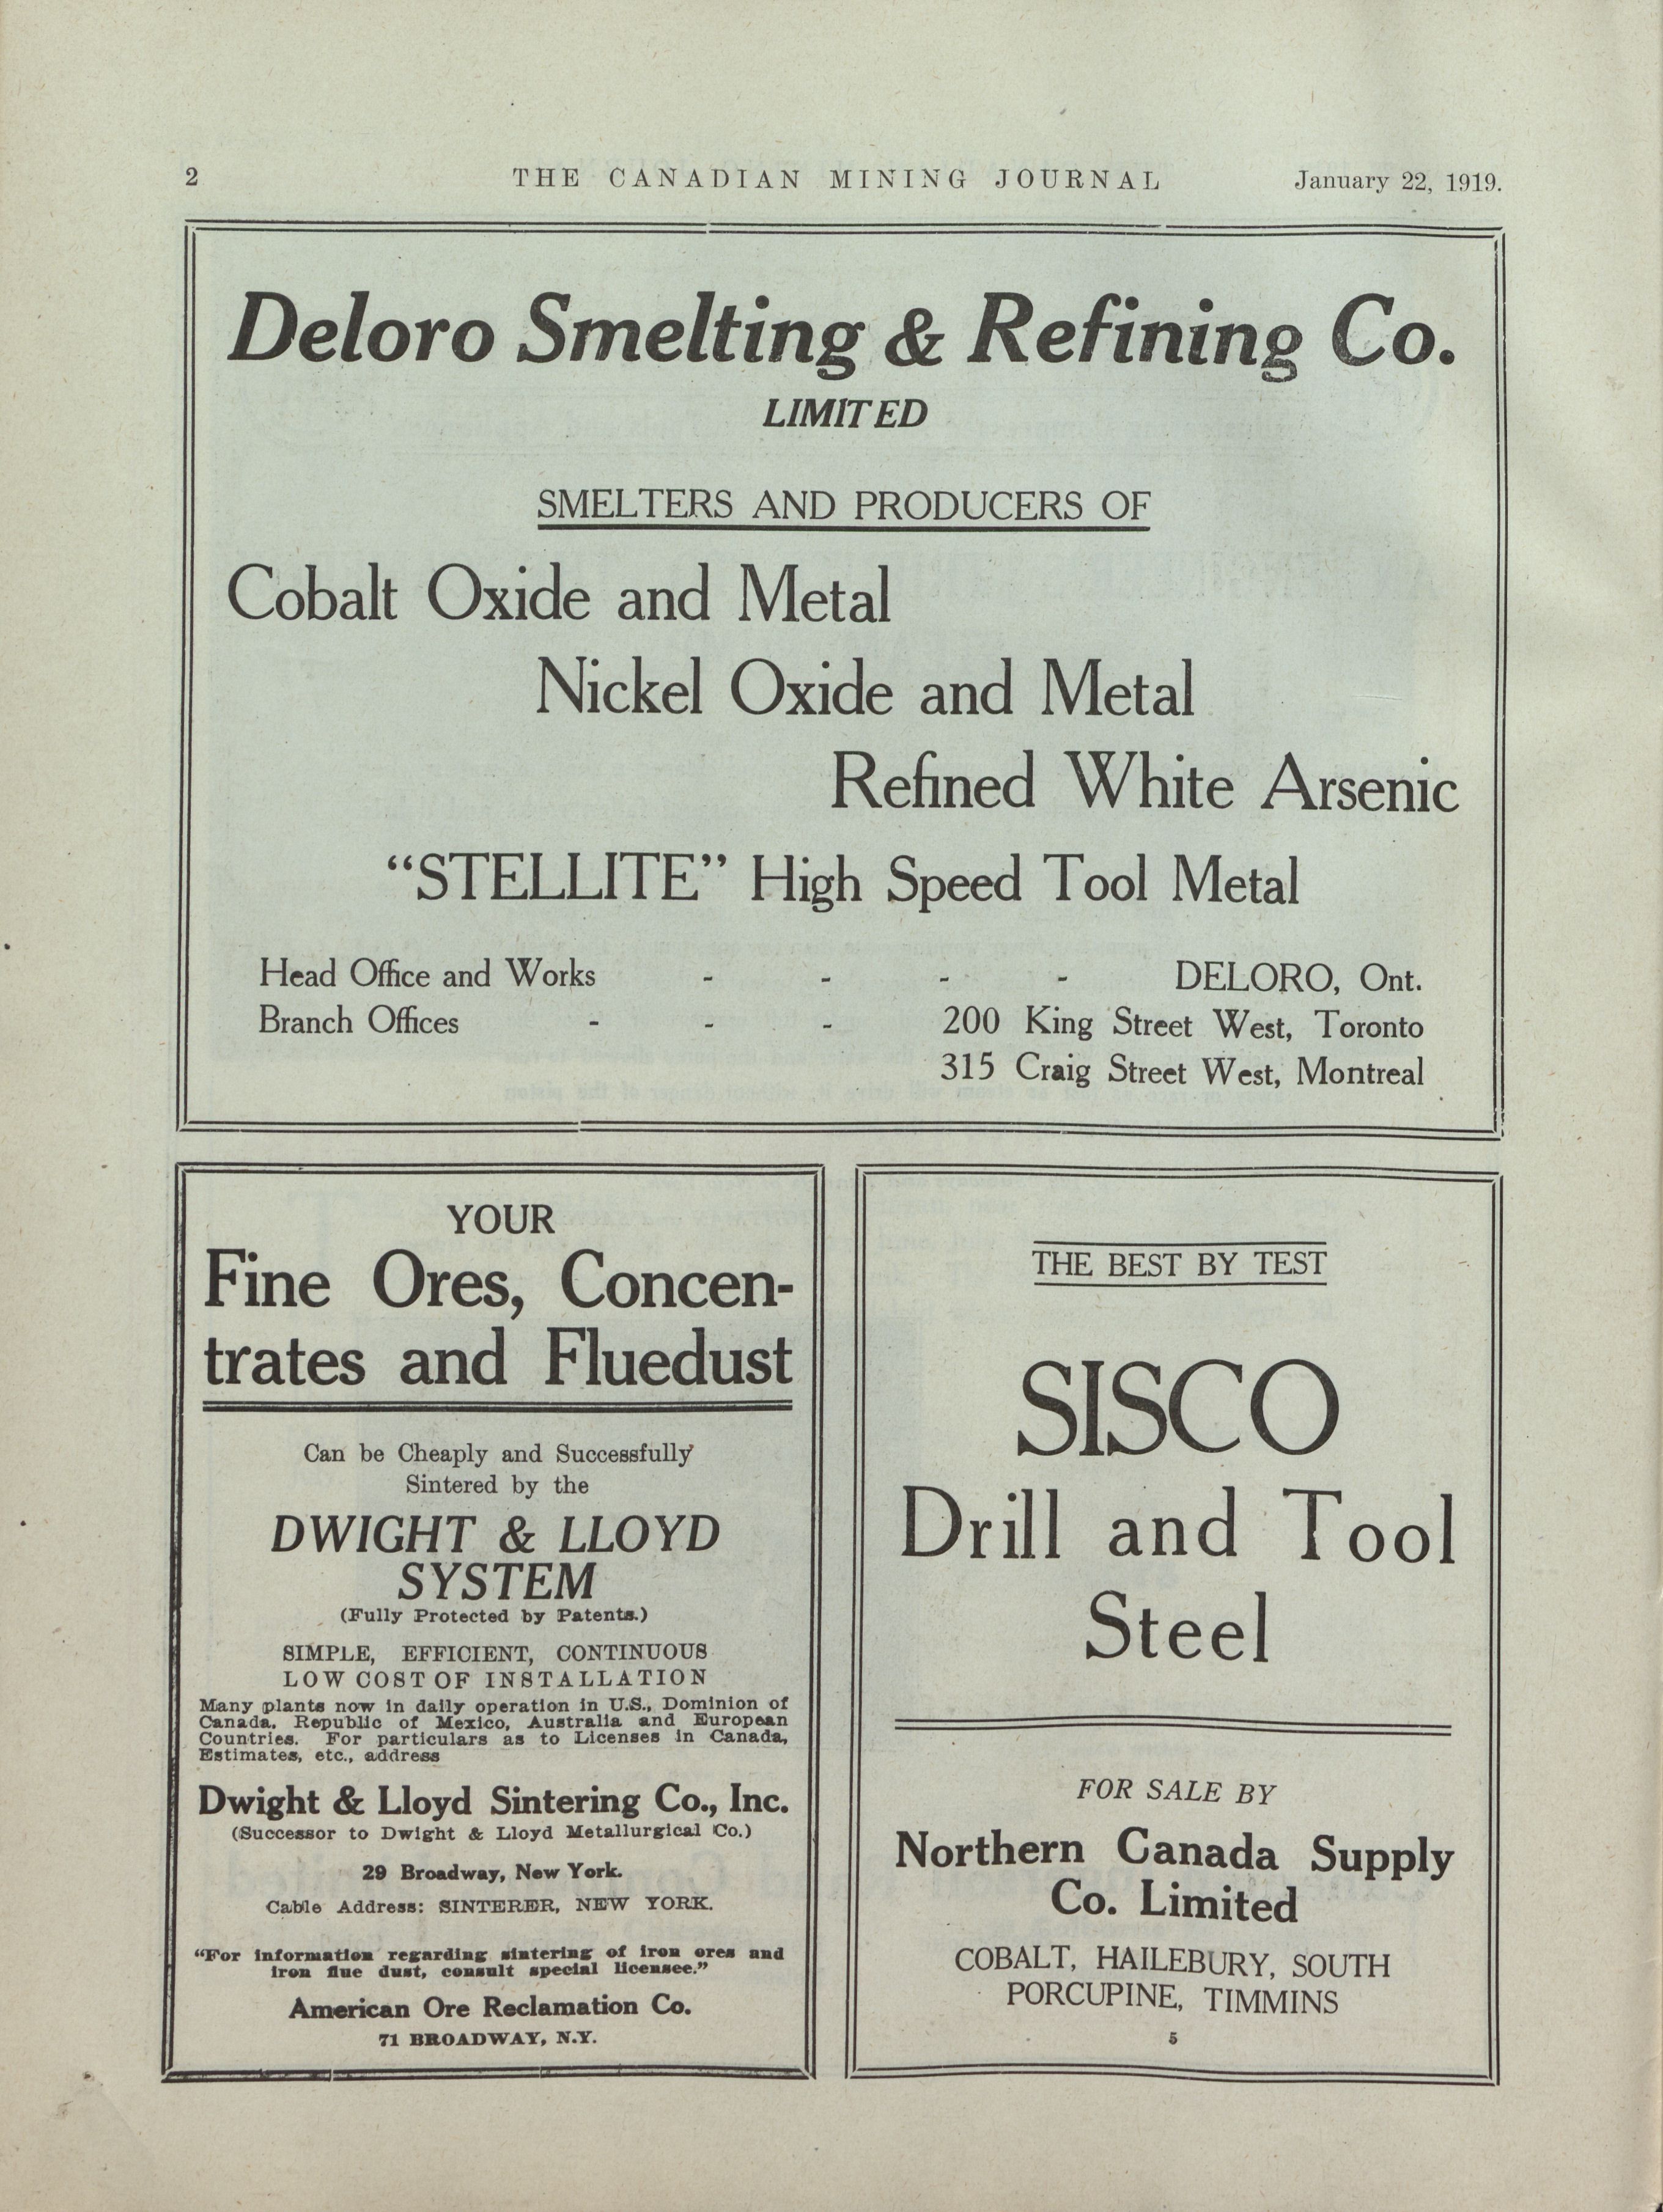 2
THE CANADIAN MINING JOURNAL
January 22, 1919.
Deloro Smelting & Refining Co.
LIMITED
SMELTERS AND PRODUCERS OF
Cobalt Oxide and Metal
Nickel Oxide and Metal
Refined White Arsenic
“STELLITE” High Speed Tool Metal
Head Office and Works - - - - DELORO, Ont.
Branch Offices - - - 200 King Street West, Toronto
315 Craig Street West, Montreal
YOUR
Fine Ores, Concen-
trates and Fluedust
Can be Cheaply and Successfully
Sintered by the
DWIGHT & LLOYD
SYSTEM
(Fully Protected by Patents.)
SIMPLE, EFFICIENT, CONTINUOUS
LOW COST OF INSTALLATION
Many plants now in daily operation in U.S., Dominion of
Canada, Republic of Mexico, Australia and European
Countries. For particulars as to Licenses in Canada,
Estimates, etc., address
Dwight & Lloyd Sintering Co., Inc.
(Successor to Dwight & Lloyd Metallurgical Co.)
29 Broadway, New York.
Cable Address: SINTERER, NEW YORK.
“For information regarding sintering of iron ores and
iron flue dust, consult special licensee.”
American Ore Reclamation Co.
71 BROADWAY, N.Y.
THE BEST BY TEST
SISCO
Drill and Tool
Steel
FOR SALE BY
Northern Canada Supply
Co. Limited
COBALT, HAILEBURY, SOUTH
PORCUPINE, TIMMINS
5